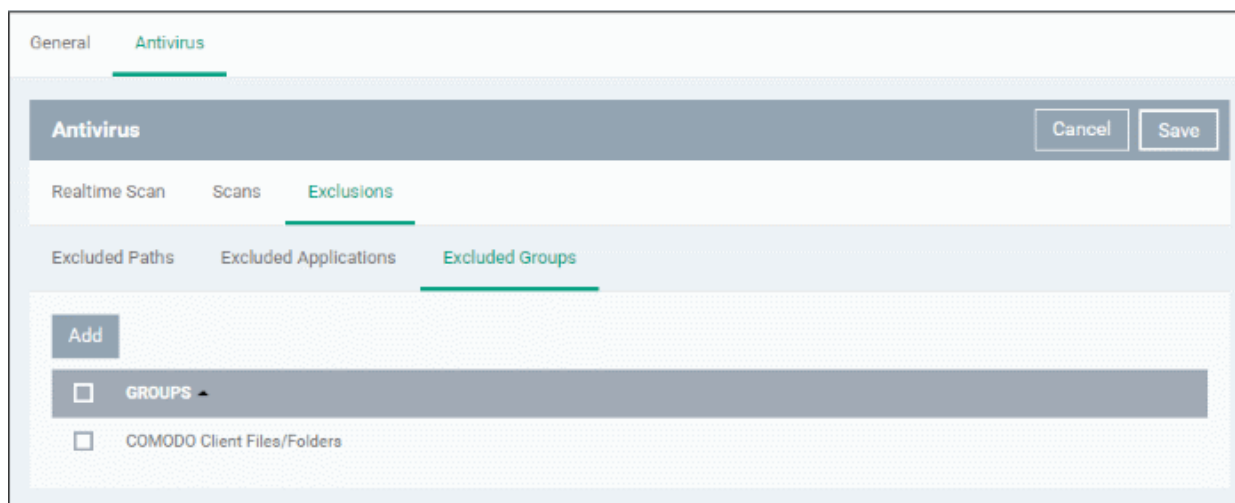 General Antivirus
Antivirus Cancel Save
Realtime Scan Scans Exclusions
Excluded Paths Excluded Applications Excluded Groups
Add
GROUPS
COMODO Client Files/Folders